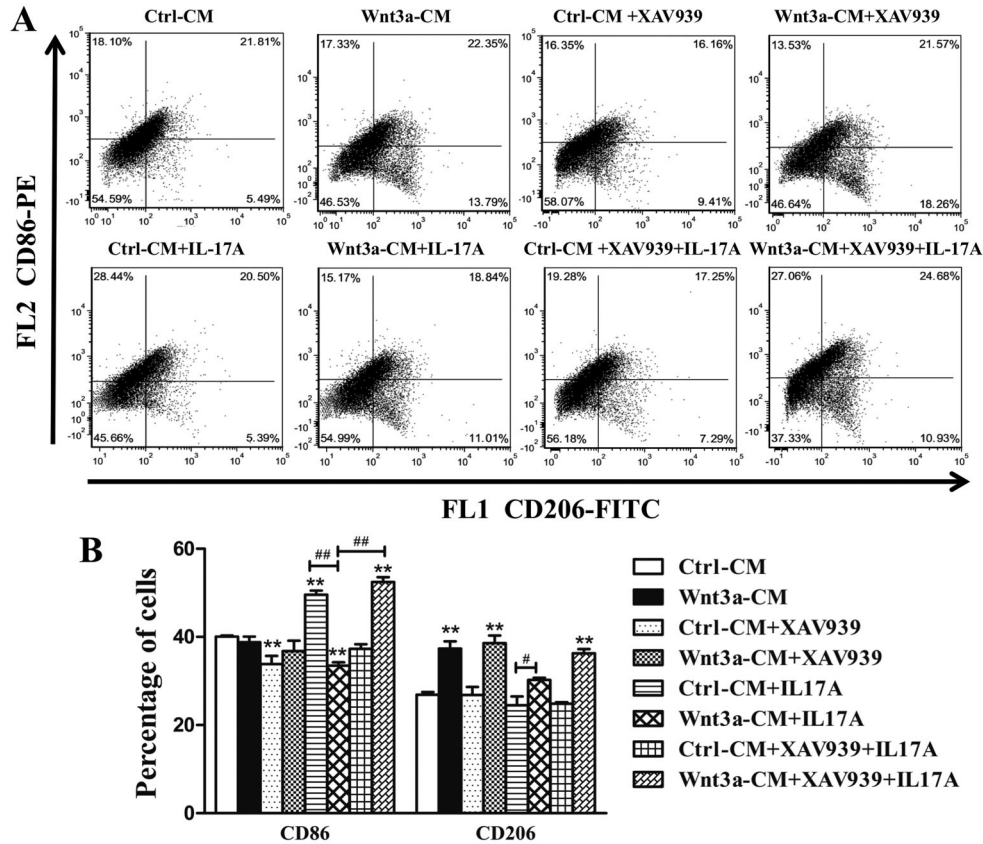 A
Ctrl-CM Wnt3a-CM Ctrl-CM +XAV939 Wnt3a-CM+XAV939
18.10% 21.81% 17.33% 22.35% 16.35% 16.16% 13.53% 21.57%
54.59% 5.49% 46.53% 13.79% 58.07% 9.41% 46.64% 18.26%
Ctrl-CM+IL-17A Wnt3a-CM+IL-17A Ctrl-CM +XAV939+IL-17A Wnt3a-CM+XAV939+IL-17A
28.44% 20.50% 15.17% 18.84% 19.28% 17.25% 27.06% 24.68%
45.66% 5.39% 54.99% 11.01% 56.18% 7.29% 37.33% 10.93%
FL2 CD86-PE
FL1 CD206-FITC
B
Percentage of cells
60
40
20
0
** ** ## ** ## **
** ** # **
CD86 CD206
Ctrl-CM
Wnt3a-CM
Ctrl-CM+XAV939
Wnt3a-CM+XAV939
Ctrl-CM+IL17A
Wnt3a-CM+IL17A
Ctrl-CM+XAV939+IL17A
Wnt3a-CM+XAV939+IL17A